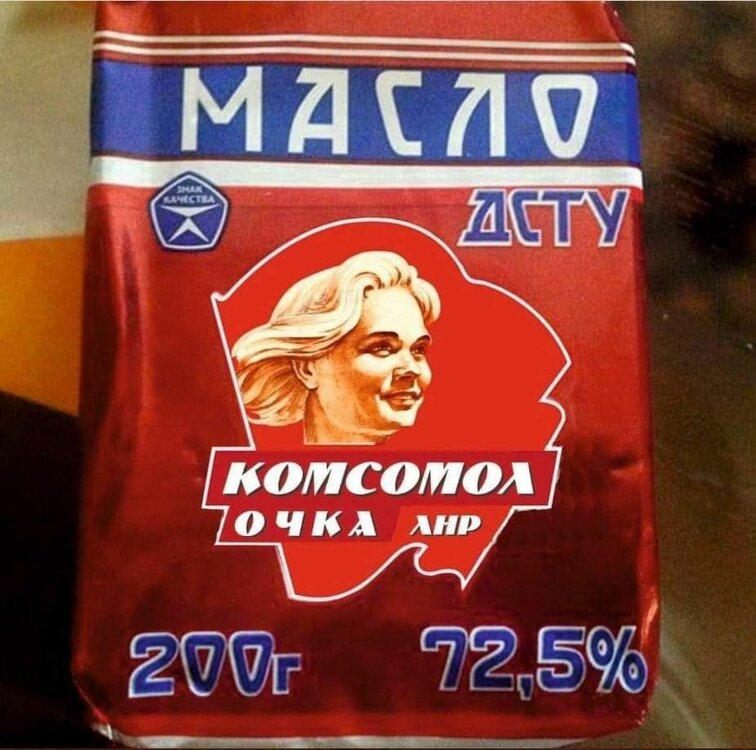 МАСЛО
ЗНАК
КАЧЕСТВА
ДСТУ
КОМСОМОЛ
ОЧКА ЛНР
200г 72,5%